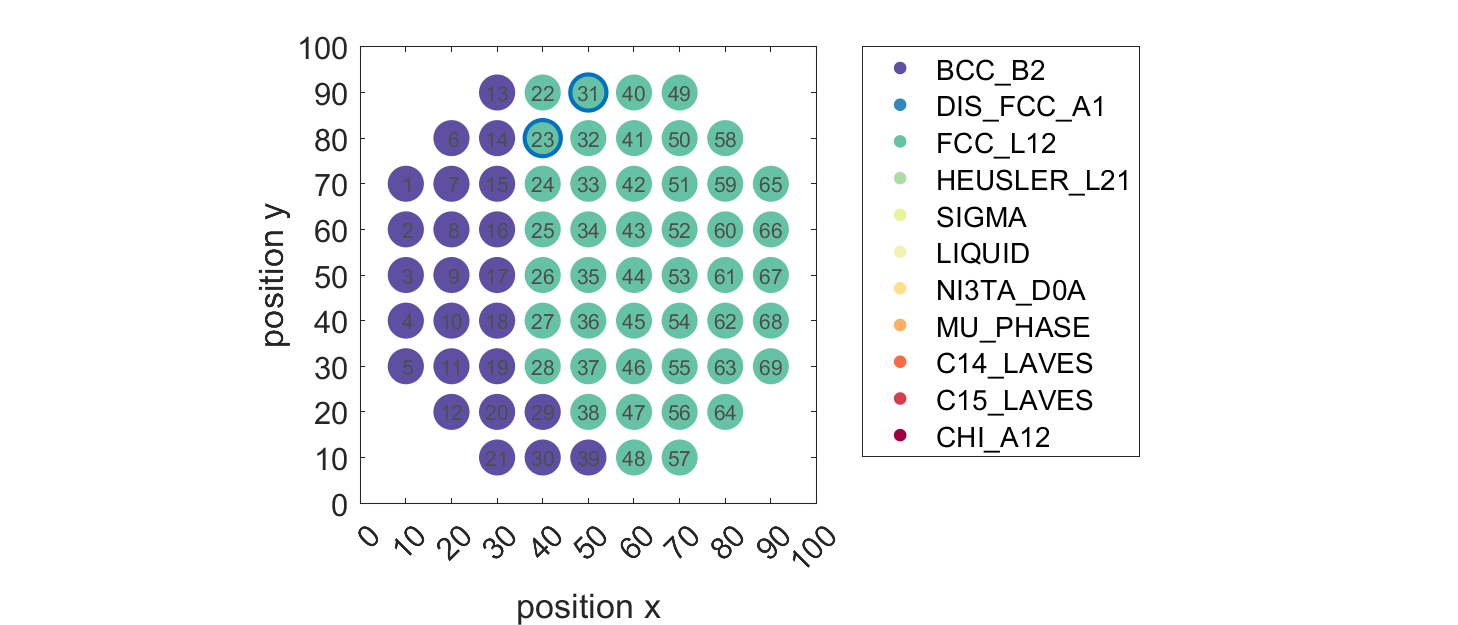 100
90
80
70
60
50
40
30
20
10
0
position y
13 22 31 40 49
6 14 23 32 41 50 58
1 7 15 24 33 42 51 59 65
2 8 16 25 34 43 52 60 66
3 9 17 26 35 44 53 61 67
4 10 18 27 36 45 54 62 68
5 11 19 28 37 46 55 63 69
12 20 29 38 47 56 64
21 30 39 48 57
0 10 20 30 40 50 60 70 80 90 100
position x
BCC_B2
DIS_FCC_A1
FCC_L12
HEUSLER_L21
SIGMA
LIQUID
NI3TA_D0A
MU_PHASE
C14_LAVES
C15_LAVES
CHI_A12